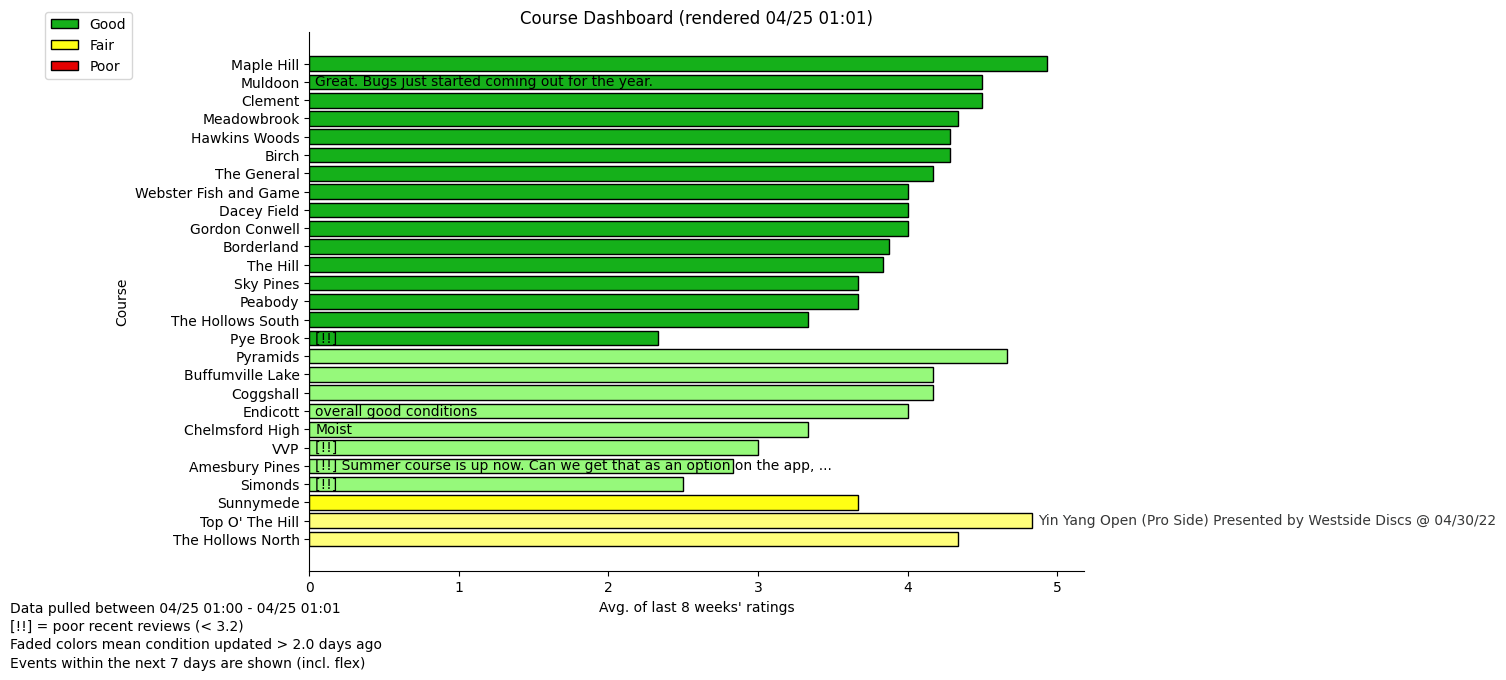 Course Dashboard (rendered 04/25 01:01)
Good
Fair
Poor
Course
Maple Hill
Muldoon
Great. Bugs just started coming out for the year.
Clement
Meadowbrook
Hawkins Woods
Birch
The General
Webster Fish and Game
Dacey Field
Gordon Conwell
Borderland
The Hill
Sky Pines
Peabody
The Hollows South
Pye Brook
[!!]
Pyramids
Buffumville Lake
Coggshall
Endicott
overall good conditions
Chelmsford High
Moist
VVP
[!!]
Amesbury Pines
[!!] Summer course is up now. Can we get that as an option on the app, ...
Simonds
[!!]
Sunnymede
Top O' The Hill
Yin Yang Open (Pro Side) Presented by Westside Discs @ 04/30/22
The Hollows North
0 1 2 3 4 5
Avg. of last 8 weeks' ratings
Data pulled between 04/25 01:00 - 04/25 01:01
[!!] = poor recent reviews (< 3.2)
Faded colors mean condition updated > 2.0 days ago
Events within the next 7 days are shown (incl. flex)